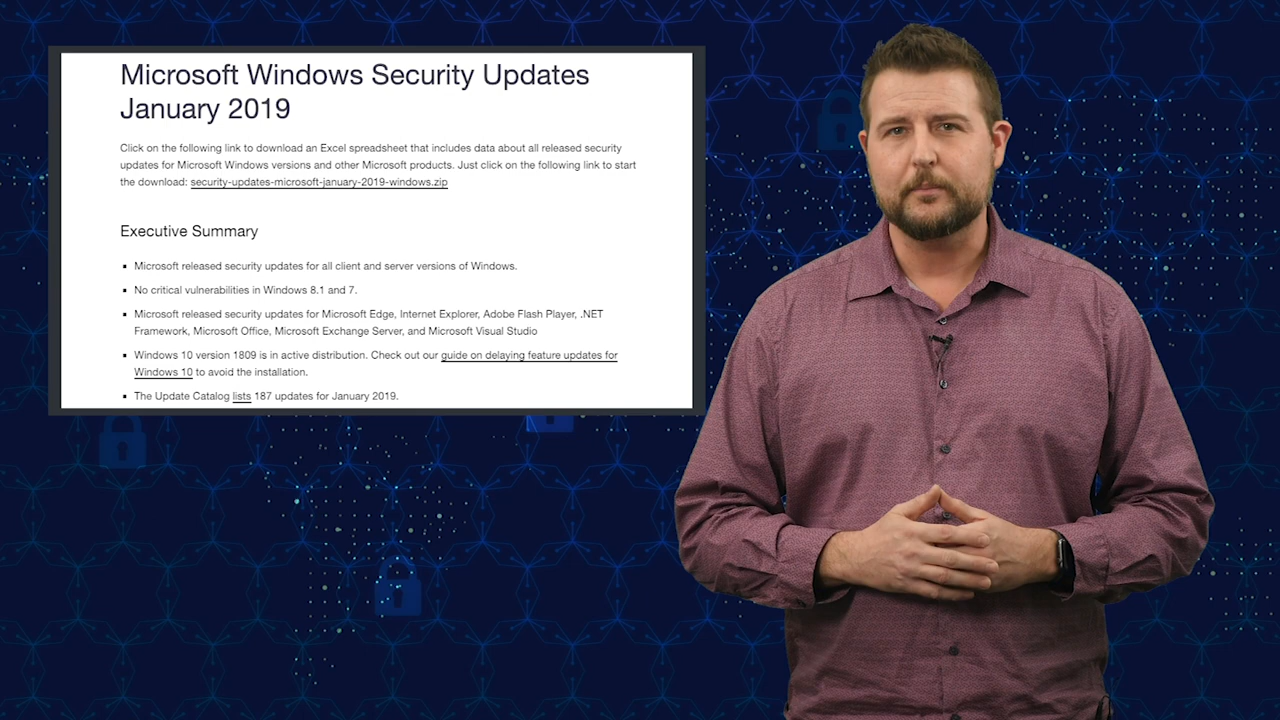 Microsoft Windows Security Updates
January 2019
Click on the following link to download an Excel spreadsheet that includes data about all released security
updates for Microsoft Windows versions and other Microsoft products. Just click on the following link to start
the download: security-updates-microsoft-january-2019-windows.zip
Executive Summary
▪ Microsoft released security updates for all client and server versions of Windows.
▪ No critical vulnerabilities in Windows 8.1 and 7.
▪ Microsoft released security updates for Microsoft Edge, Internet Explorer, Adobe Flash Player, .NET
Framework, Microsoft Office, Microsoft Exchange Server, and Microsoft Visual Studio
▪ Windows 10 version 1809 is in active distribution. Check out our guide on delaying feature updates for
Windows 10 to avoid the installation.
▪ The Update Catalog lists 187 updates for January 2019.